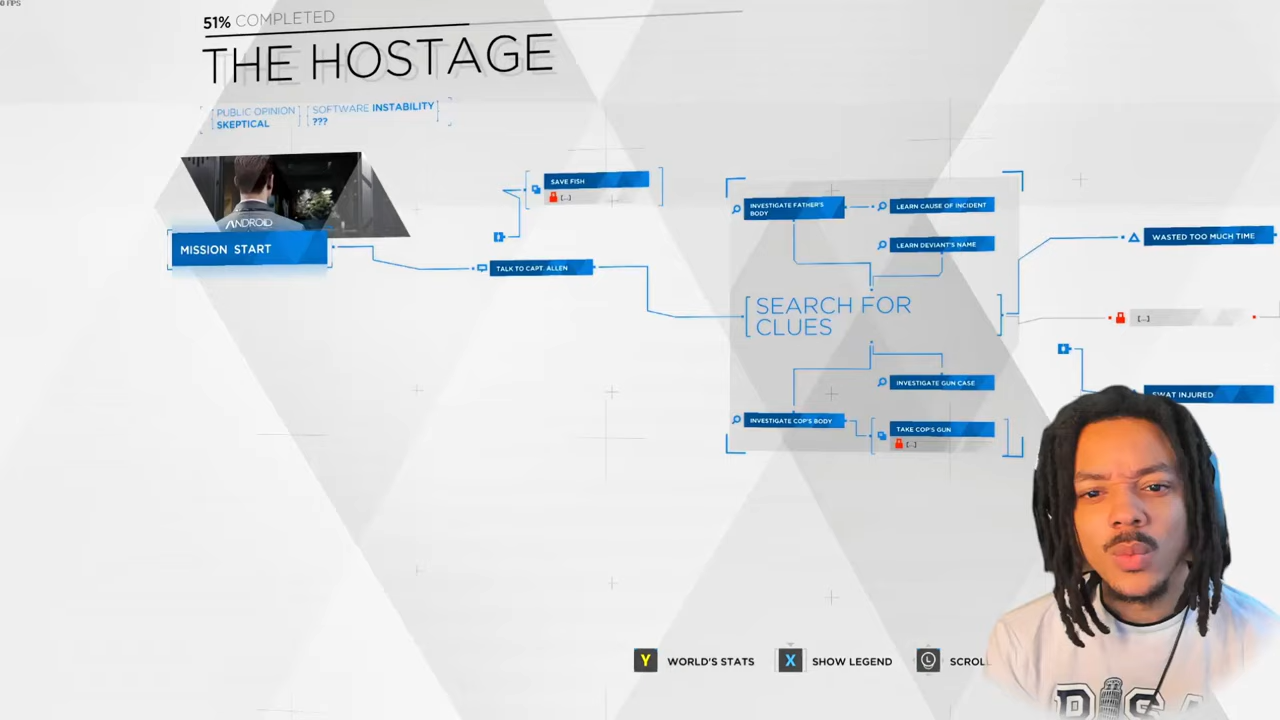 0 FPS
51% COMPLETED
THE HOSTAGE
PUBLIC OPINION
SKEPTICAL
SOFTWARE INSTABILITY
???
ANDROID
MISSION START
SAVE FISH
[...]
TALK TO CAPT. ALLEN
INVESTIGATE FATHER'S
BODY
LEARN CAUSE OF INCIDENT
LEARN DEVIANT'S NAME
SEARCH FOR
CLUES
INVESTIGATE GUN CASE
INVESTIGATE COP'S BODY
TAKE COP'S GUN
[...]
WASTED TOO MUCH TIME
[...]
SWAT INJURED
Y WORLD'S STATS
X SHOW LEGEND
L SCROLL